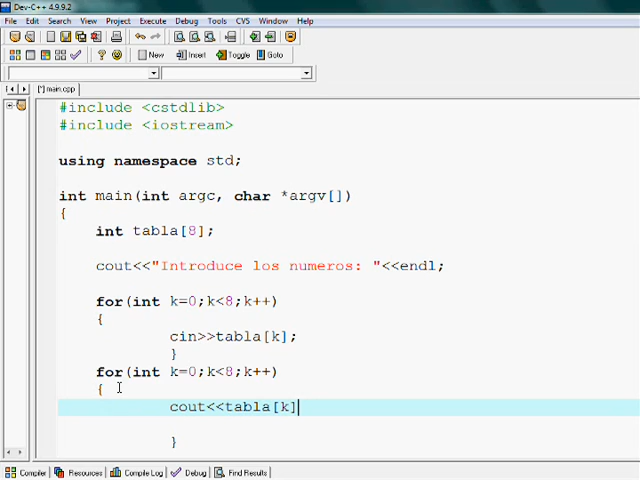 Dev-C++ 4.9.9.2
File Edit Search View Project Execute Debug Tools CVS Window Help
New Insert Toggle Goto
[*] main.cpp
#include <cstdlib>
#include <iostream>
using namespace std;
int main(int argc, char *argv[])
{
int tabla[8];
cout<<"Introduce los numeros: "<<endl;
for(int k=0;k<8;k++)
{
cin>>tabla[k];
}
for(int k=0;k<8;k++)
{
cout<<tabla[k]
}
Compiler Resources Compile Log Debug Find Results